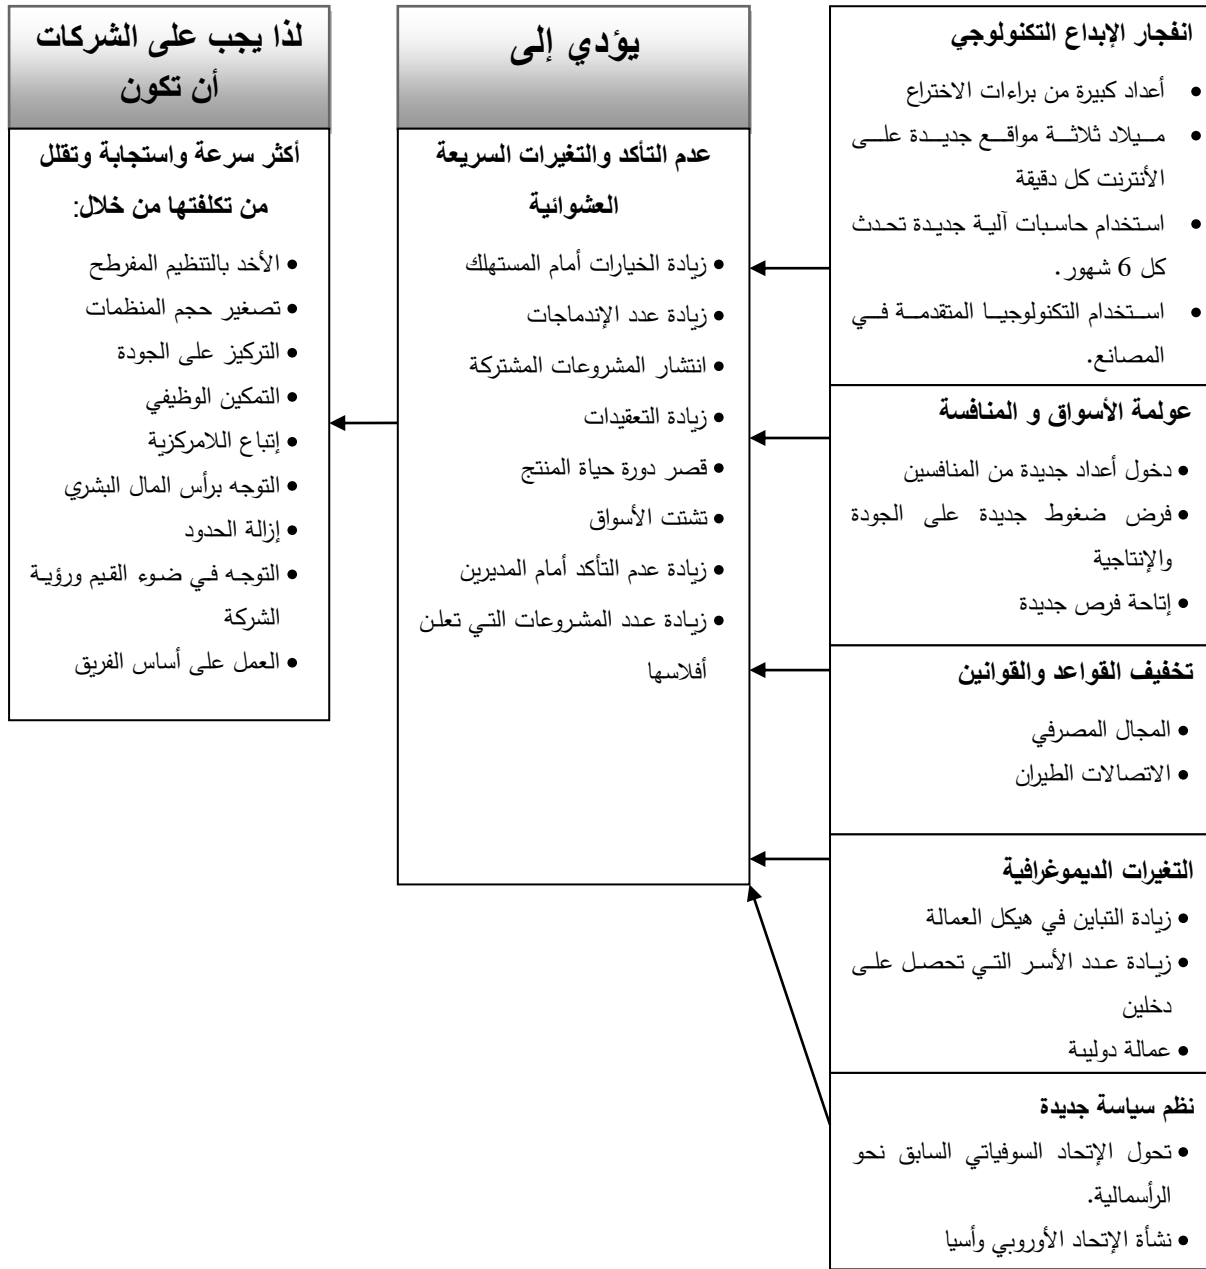 انفجار الإبداع التكنولوجي
• أعداد كبيرة من براءات الاختراع
• ميلاد ثلاثة مواقع جديدة على
الأنترنت كل دقيقة
• استخدام حاسبات آلية جديدة تحدث
كل 6 شهور.
• استخدام التكنولوجيا المتقدمة في
المصانع.
عولمة الأسواق و المنافسة
• دخول أعداد جديدة من المنافسين
• فرض ضغوط جديدة على الجودة
والإنتاجية
• إتاحة فرص جديدة
تخفيف القواعد والقوانين
• المجال المصرفي
• الاتصالات الطيران
التغيرات الديموغرافية
• زيادة التباين في هيكل العمالة
• زيادة عدد الأسر التي تحصل على
دخلين
• عمالة دولية
نظم سياسة جديدة
• تحول الإتحاد السوفياتي السابق نحو
الرأسمالية.
• نشأة الإتحاد الأوروبي وأسيا
يؤدي إلى
عدم التأكد والتغيرات السريعة
العشوائية
• زيادة الخيارات أمام المستهلك
• زيادة عدد الإندماجات
• انتشار المشروعات المشتركة
• زيادة التعقيدات
• قصر دورة حياة المنتج
• تشتت الأسواق
• زيادة عدم التأكد أمام المديرين
• زيادة عدد المشروعات التي تعلن
أفلاسها
لذا يجب على الشركات
أن تكون
أكثر سرعة واستجابة وتقلل
من تكلفتها من خلال:
• الأخد بالتنظيم المفرطح
• تصغير حجم المنظمات
• التركيز على الجودة
• التمكين الوظيفي
• إتباع اللامركزية
• التوجه برأس المال البشري
• إزالة الحدود
• التوجه في ضوء القيم ورؤية
الشركة
• العمل على أساس الفريق